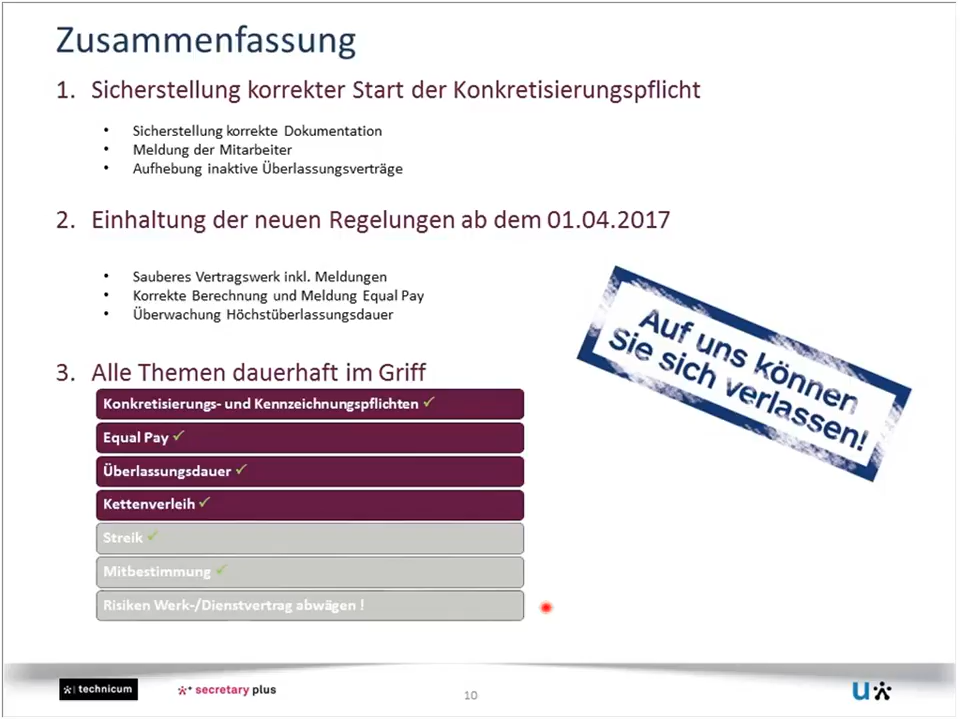 Zusammenfassung
1. Sicherstellung korrekter Start der Konkretisierungspflicht
• Sicherstellung korrekte Dokumentation
• Meldung der Mitarbeiter
• Aufhebung inaktive Überlassungsverträge
2. Einhaltung der neuen Regelungen ab dem 01.04.2017
• Sauberes Vertragswerk inkl. Meldungen
• Korrekte Berechnung und Meldung Equal Pay
• Überwachung Höchstüberlassungsdauer
Auf uns können
Sie sich verlassen!
3. Alle Themen dauerhaft im Griff
Konkretisierungs- und Kennzeichnungspflichten ✓
Equal Pay ✓
Überlassungsdauer ✓
Kettenverleih ✓
Streik ✓
Mitbestimmung ✓
Risiken Werk-/Dienstvertrag abwägen !
technicum
secretary plus
10
u